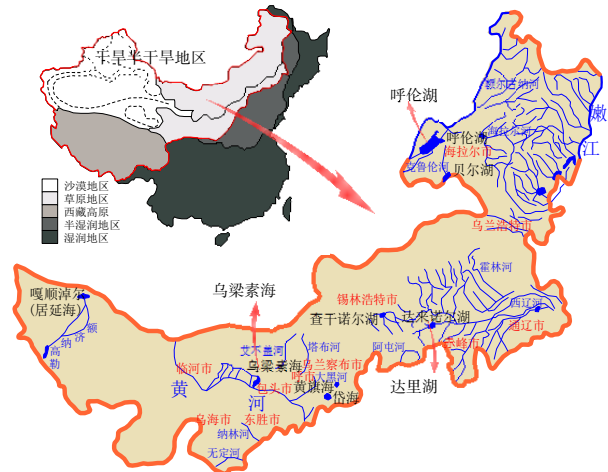 干旱半干旱地区
沙漠地区
草原地区
西藏高原
半湿润地区
湿润地区
呼伦湖
额尔古纳河
嫩江
海拉尔河
呼伦湖
海拉尔市
克鲁伦河
贝尔湖
乌兰浩特市
霍林河
乌梁素海
锡林浩特市
西辽河
嘎顺淖尔
(居延海)
查干诺尔湖
达来诺尔湖
通辽市
赤峰市
额济纳
高勒
塔布河
艾不盖河
阿屯河
临河市
乌梁素海
乌兰察布市
呼市
大黑河
黄河
包头市
黄旗海
岱海
达里湖
乌海市
东胜市
纳林河
无定河